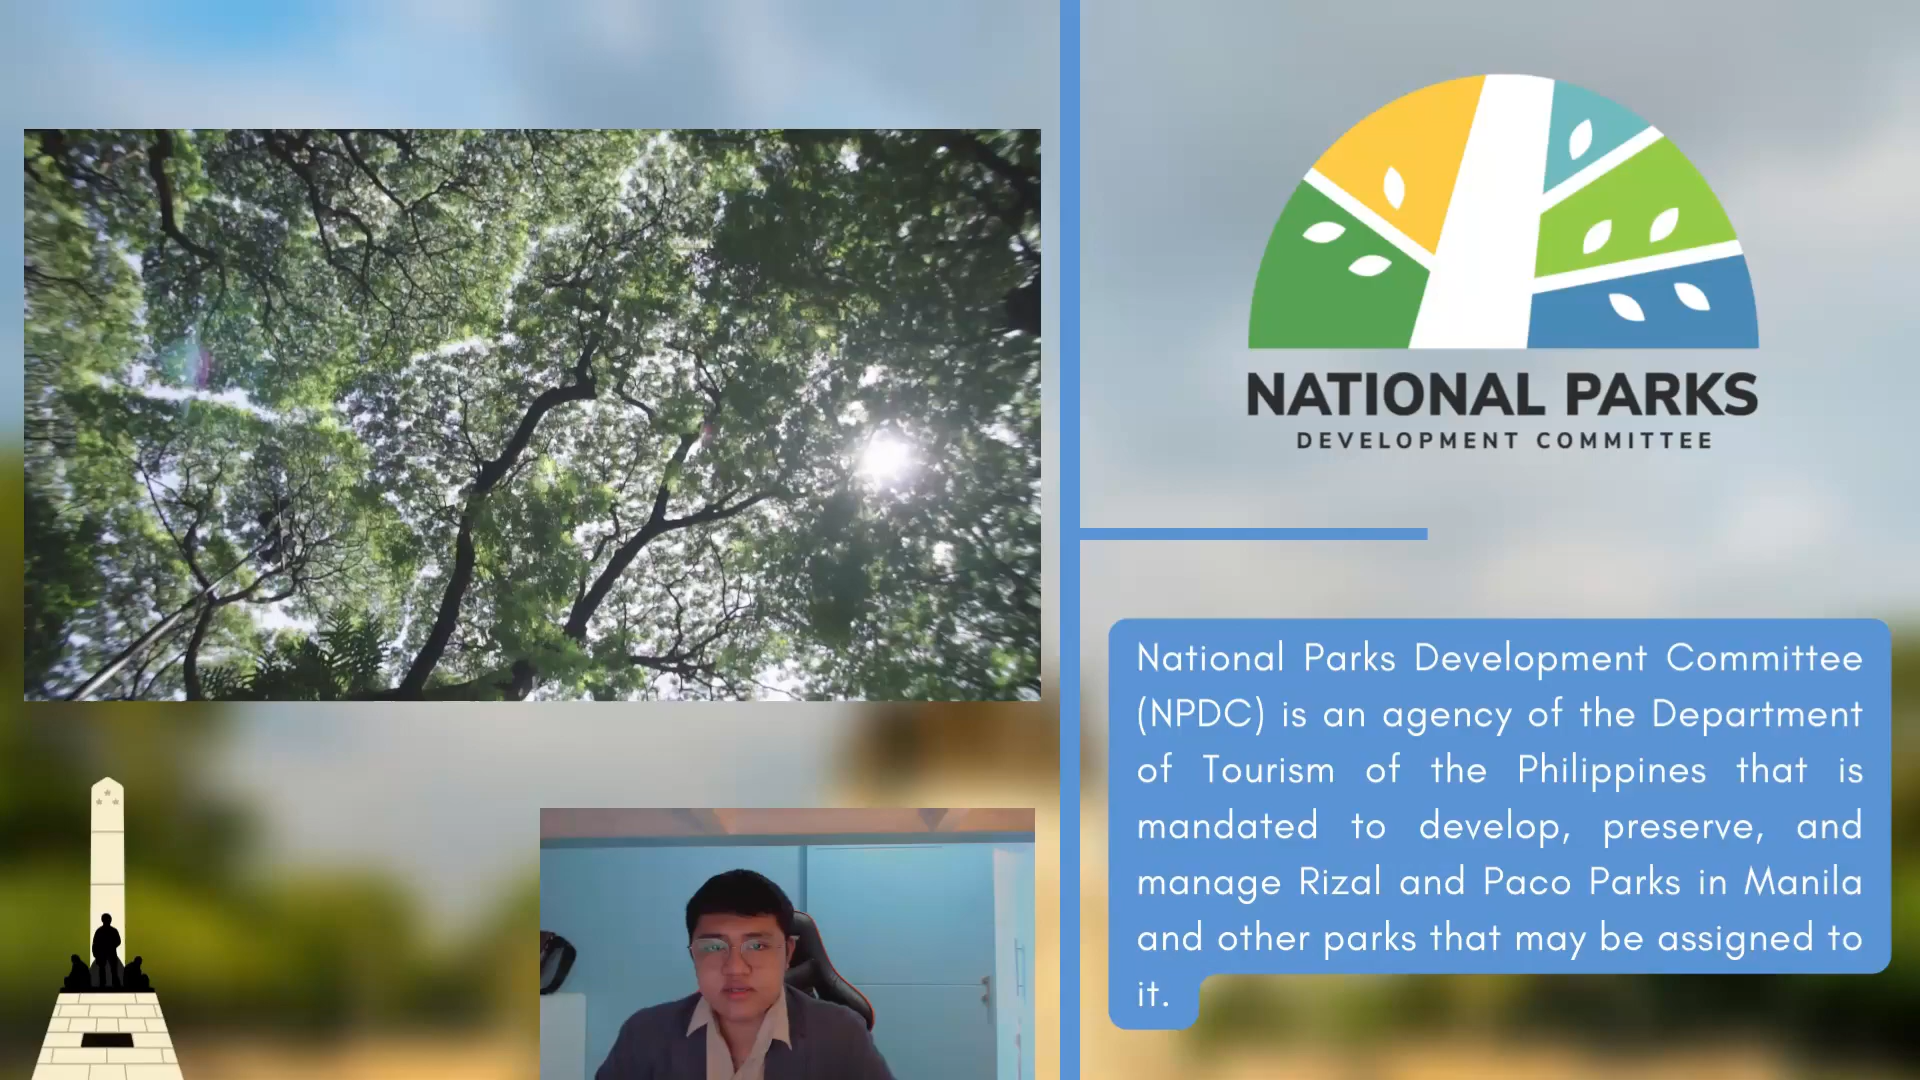 NATIONAL PARKS
DEVELOPMENT COMMITTEE
National Parks Development Committee
(NPDC) is an agency of the Department
of Tourism of the Philippines that is
mandated to develop, preserve, and
manage Rizal and Paco Parks in Manila
and other parks that may be assigned to
it.